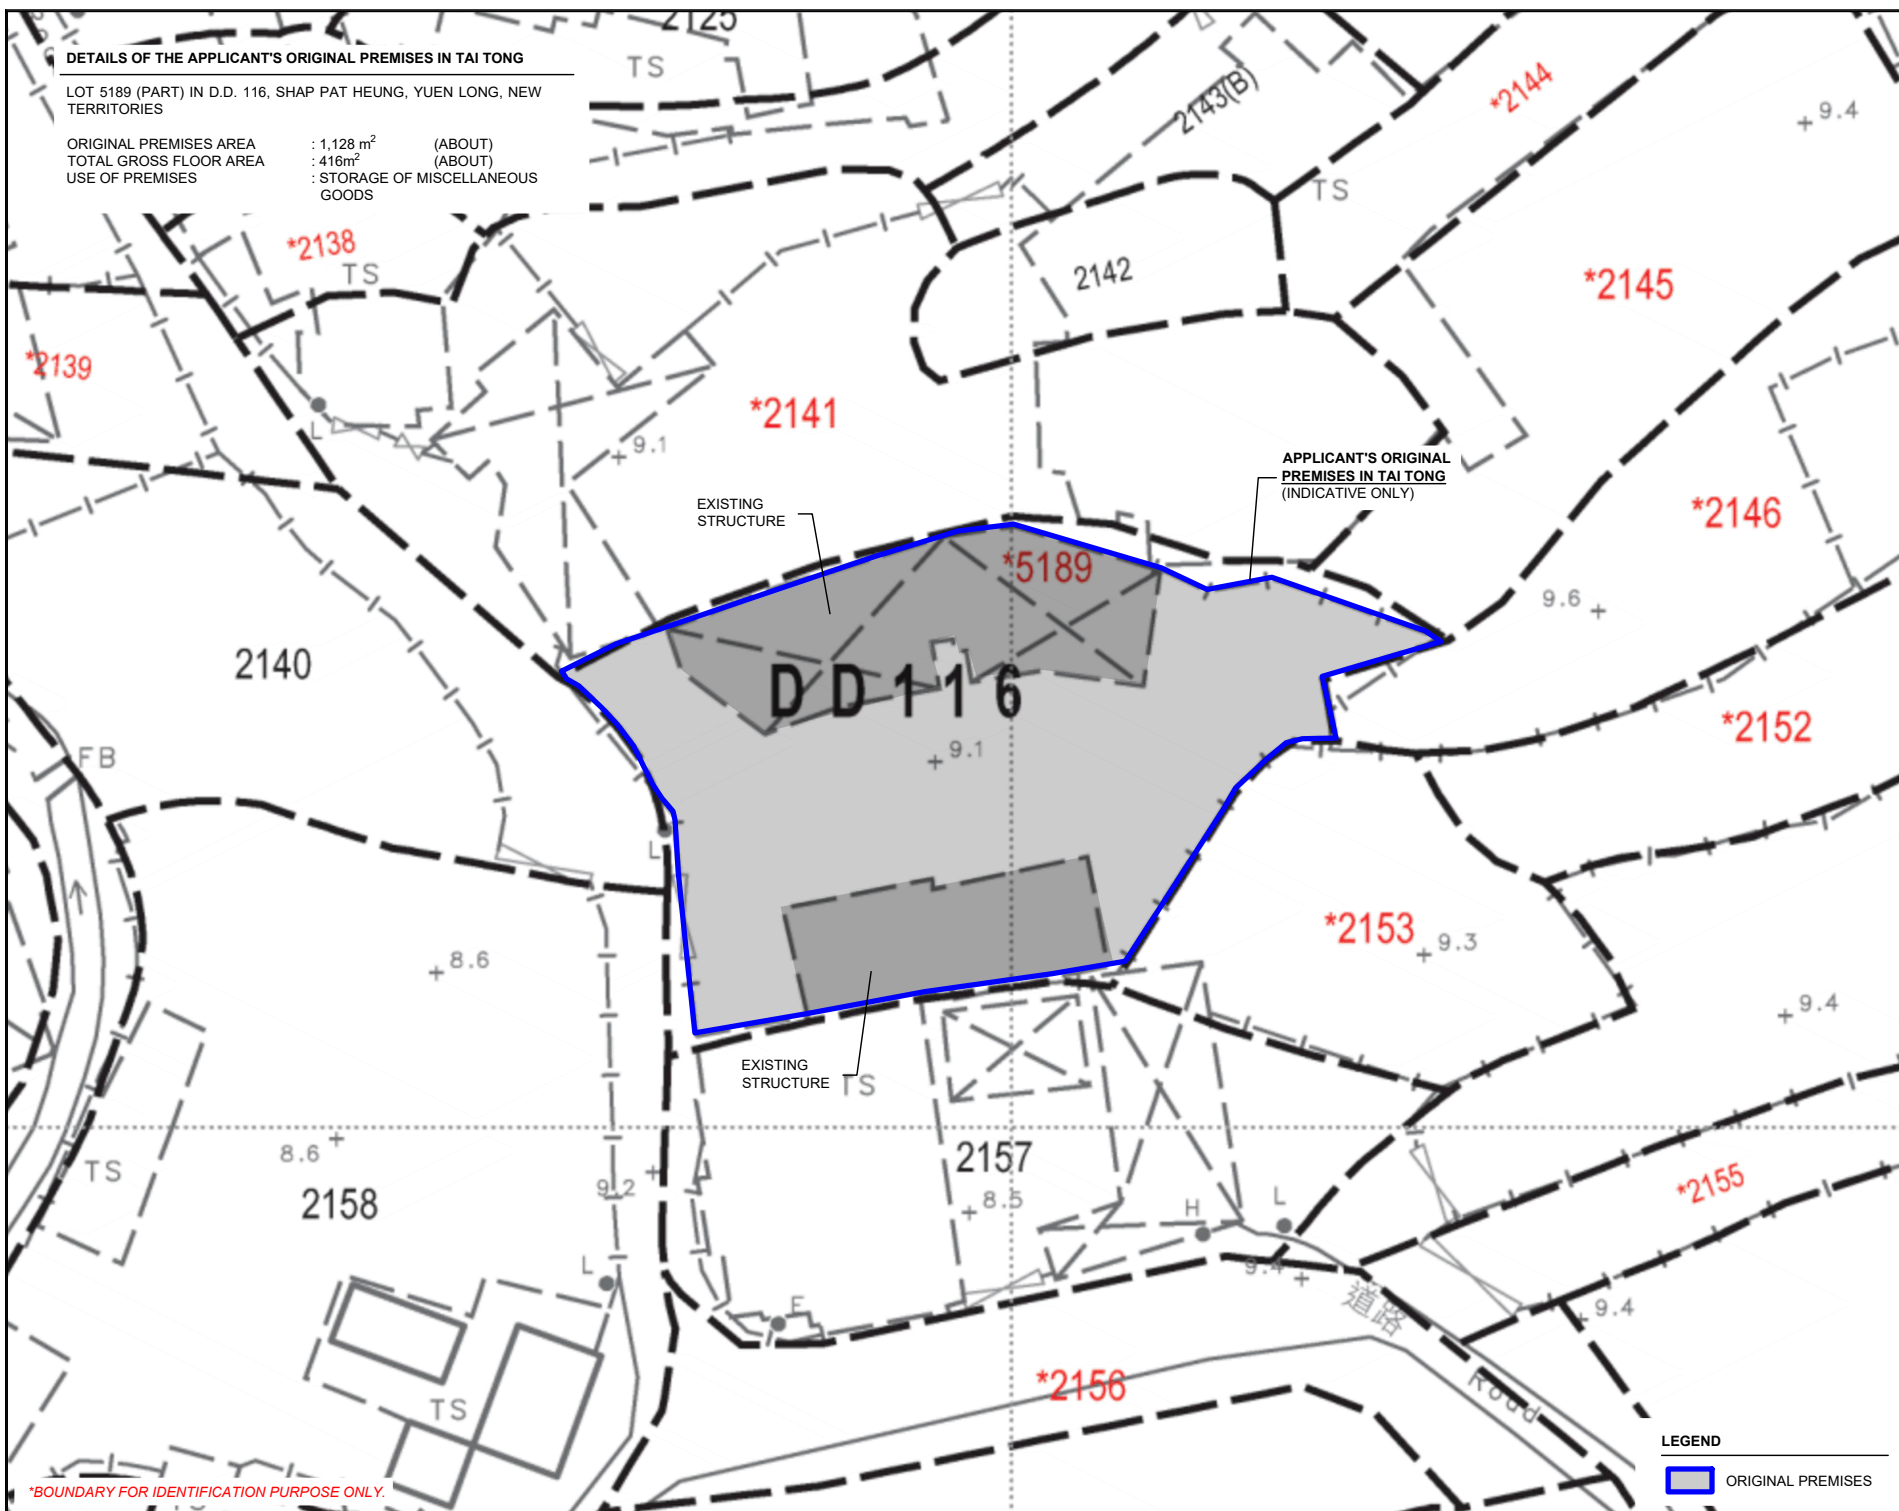 2125
DETAILS OF THE APPLICANT'S ORIGINAL PREMISES IN TAI TONG
LOT 5189 (PART) IN D.D. 116, SHAP PAT HEUNG, YUEN LONG, NEW
TERRITORIES
ORIGINAL PREMISES AREA : 1,128 m² (ABOUT)
TOTAL GROSS FLOOR AREA : 416m² (ABOUT)
USE OF PREMISES : STORAGE OF MISCELLANEOUS
GOODS
TS
2143(B)
*2144
9.4
TS
*2138
TS
2142
*2145
*2139
*2141
L
9.1
APPLICANT'S ORIGINAL
PREMISES IN TAI TONG
(INDICATIVE ONLY)
EXISTING
STRUCTURE
*2146
*5189
9.6
2140
DD116
*2152
FB
9.1
L
*2153
9.3
8.6
9.4
EXISTING
STRUCTURE
TS
8.6
2157
TS
9.2
*2155
2158
8.5
H
L
L
9.4
F
道路
9.4
*2156
Road
TS
LEGEND
ORIGINAL PREMISES
*BOUNDARY FOR IDENTIFICATION PURPOSE ONLY.